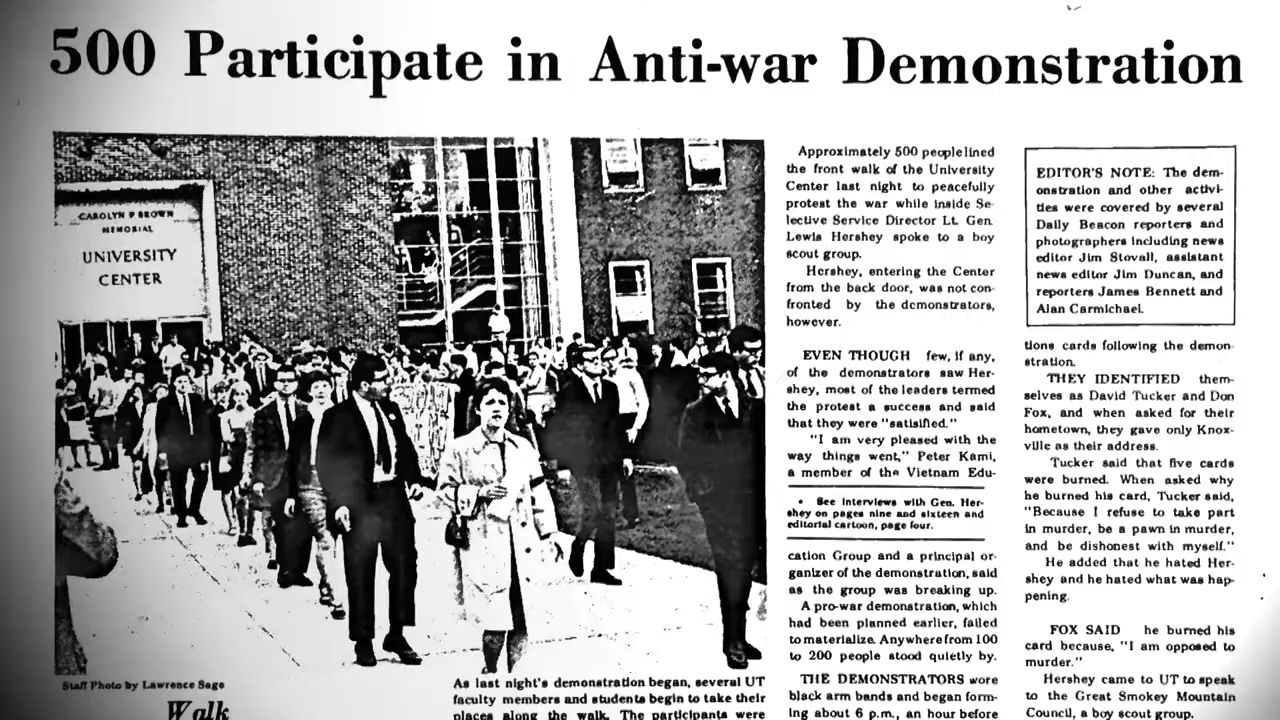 500 Participate in Anti-war Demonstration
CAROLYN P BROWN
MEMORIAL
UNIVERSITY
CENTER
Staff Photo by Lawrence Sage
Walk
As last night's demonstration began, several UT
faculty members and students begin to take their
places along the walk. The participants were
Approximately 500 people lined
the front walk of the University
Center last night to peacefully
protest the war while inside Se-
lective Service Director Lt. Gen.
Lewis Hershey spoke to a boy
scout group.
Hershey, entering the Center
from the back door, was not con-
fronted by the demonstrators,
however.
EVEN THOUGH few, if any,
of the demonstrators saw Her-
shey, most of the leaders termed
the protest a success and said
that they were "satisified."
"I am very pleased with the
way things went," Peter Kami,
a member of the Vietnam Edu-
• See interviews with Gen. Her-
shey on pages nine and sixteen and
editorial cartoon, page four.
cation Group and a principal or-
ganizer of the demonstration, said
as the group was breaking up.
A pro-war demonstration, which
had been planned earlier, failed
to materialize. Anywhere from 100
to 200 people stood quietly by.
THE DEMONSTRATORS wore
black arm bands and began form-
ing about 6 p.m., an hour before
EDITOR'S NOTE: The dem-
onstration and other activi-
ties were covered by several
Daily Beacon reporters and
photographers including news
editor Jim Stovall, assistant
news editor Jim Duncan, and
reporters James Bennett and
Alan Carmichael.
tions cards following the demon-
stration.
THEY IDENTIFIED them-
selves as David Tucker and Don
Fox, and when asked for their
hometown, they gave only Knox-
ville as their address.
Tucker said that five cards
were burned. When asked why
he burned his card, Tucker said,
"Because I refuse to take part
in murder, be a pawn in murder,
and be dishonest with myself."
He added that he hated Her-
shey and he hated what was hap-
pening.
FOX SAID he burned his
card because, "I am opposed to
murder."
Hershey came to UT to speak
to the Great Smokey Mountain
Council, a boy scout group.